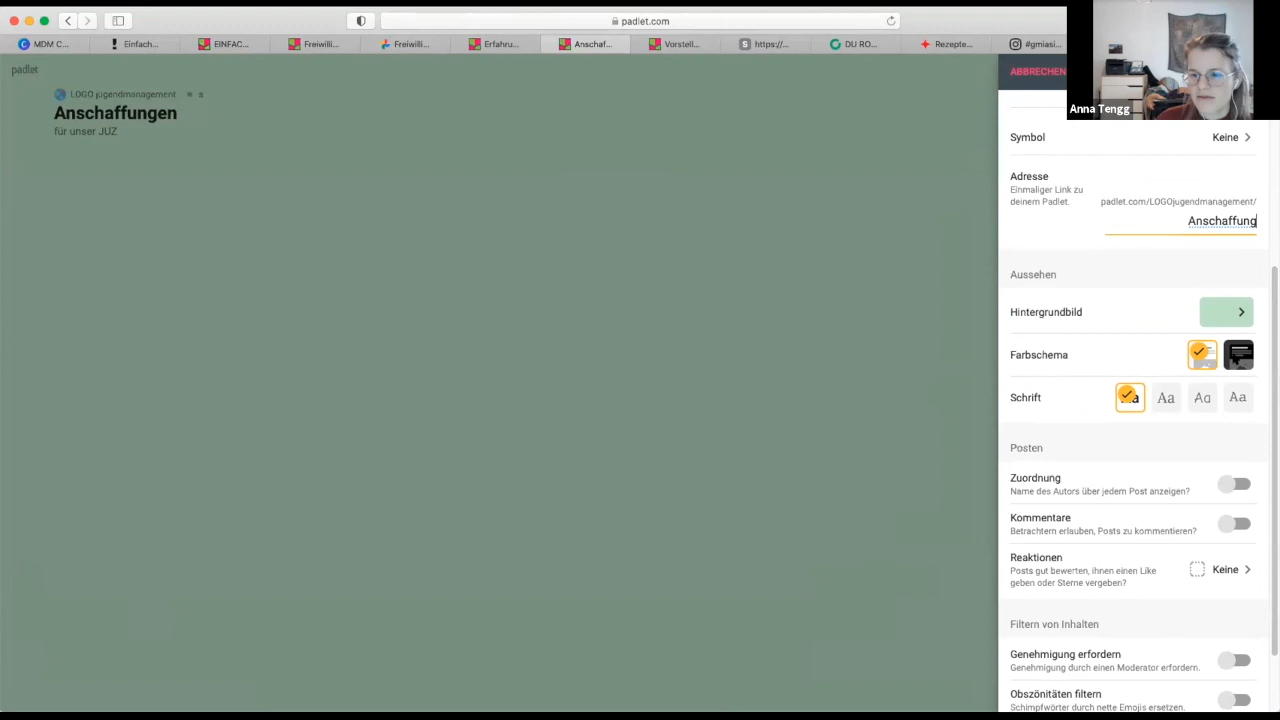 padlet.com
MDM C...
Einfach...
EINFAC...
Freiwilli...
Freiwilli...
Erfahru...
Anschaf...
Vorstell...
https://...
DU RO...
Rezepte...
#gmiasi...
padlet
LOGO jugendmanagement
Anschaffungen
für unser JUZ
ABBRECHEN
Anna Tengg
Symbol
Keine
Adresse
Einmaliger Link zu
deinem Padlet.
padlet.com/LOGOjugendmanagement/
Anschaffung
Aussehen
Hintergrundbild
Farbschema
Schrift
Aa
Aa
Aa
Posten
Zuordnung
Name des Autors über jedem Post anzeigen?
Kommentare
Betrachtern erlauben, Posts zu kommentieren?
Reaktionen
Posts gut bewerten, ihnen einen Like
geben oder Sterne vergeben?
Keine
Filtern von Inhalten
Genehmigung erfordern
Genehmigung durch einen Moderator erfordern.
Obszönitäten filtern
Schimpfwörter durch nette Emojis ersetzen.